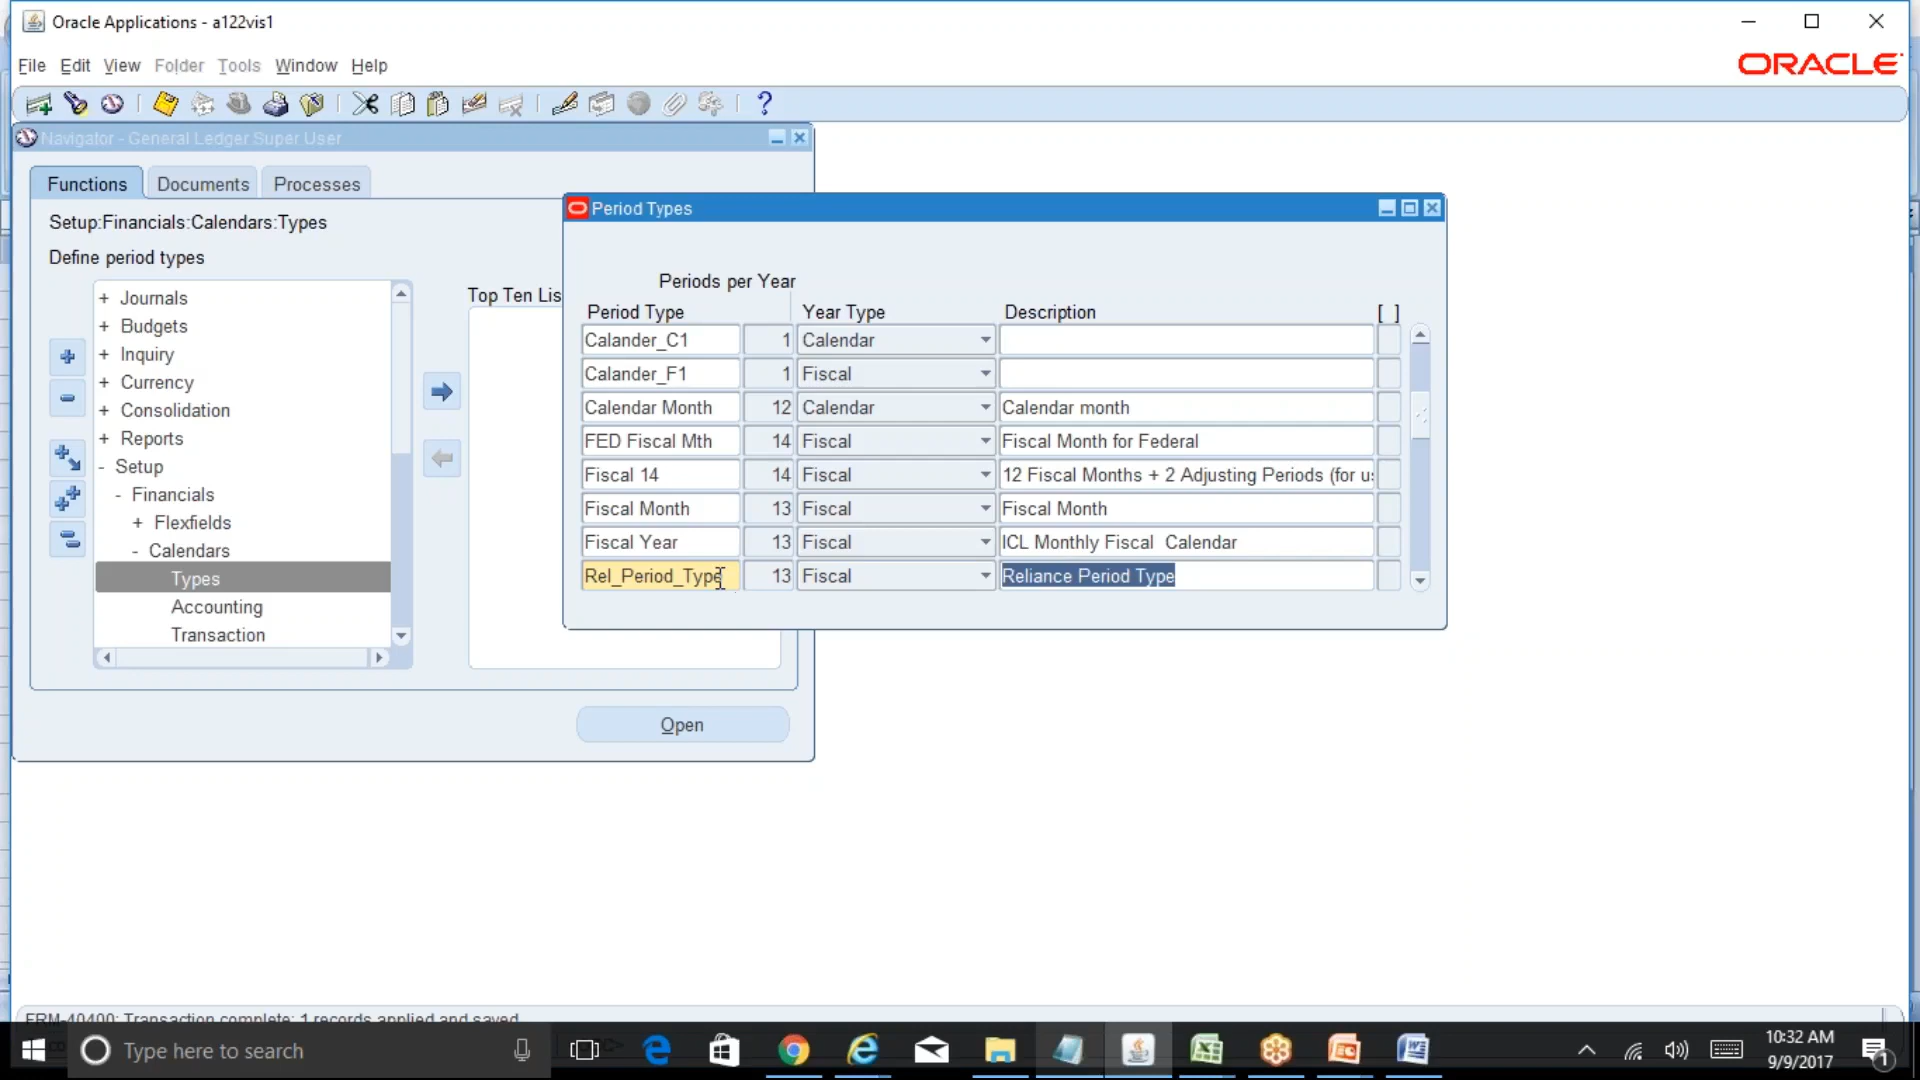 Oracle Applications - a122vis1
File Edit View Folder Tools Window Help
ORACLE
?
Navigator - General Ledger Super User
Functions Documents Processes
Setup:Financials:Calendars:Types
Define period types
+ Journals
+ Budgets
+ Inquiry
+ Currency
+ Consolidation
+ Reports
- Setup
- Financials
+ Flexfields
- Calendars
Types
Accounting
Transaction
Top Ten Lis
Open
Period Types
Periods per Year
Period Type Year Type Description [ ]
Calander_C1 1 Calendar
Calander_F1 1 Fiscal
Calendar Month 12 Calendar Calendar month
FED Fiscal Mth 14 Fiscal Fiscal Month for Federal
Fiscal 14 14 Fiscal 12 Fiscal Months + 2 Adjusting Periods (for u
Fiscal Month 13 Fiscal Fiscal Month
Fiscal Year 13 Fiscal ICL Monthly Fiscal Calendar
Rel_Period_Type 13 Fiscal Reliance Period Type
FRM-40400: Transaction complete: 1 records applied and saved
Type here to search
10:32 AM
9/9/2017
1